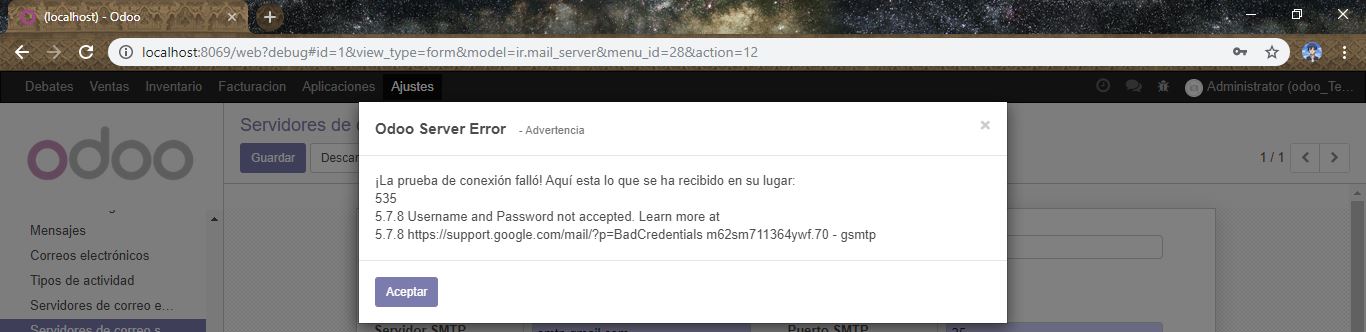 (localhost) - Odoo
localhost:8069/web?debug#id=1&view_type=form&model=ir.mail_server&menu_id=28&action=12
Debates Ventas Inventario Facturacion Aplicaciones Ajustes Administrator (odoo_Te...
odoo
Servidores de c
Guardar Descar
1 / 1
Odoo Server Error - Advertencia ×
¡La prueba de conexión falló! Aquí esta lo que se ha recibido en su lugar:
535
5.7.8 Username and Password not accepted. Learn more at
5.7.8 https://support.google.com/mail/?p=BadCredentials m62sm711364ywf.70 - gsmtp
Aceptar
Mensajes
Correos electrónicos
Tipos de actividad
Servidores de correo e...
Servidores de correo s...
Servidor SMTP smtp.gmail.com Puerto SMTP 25